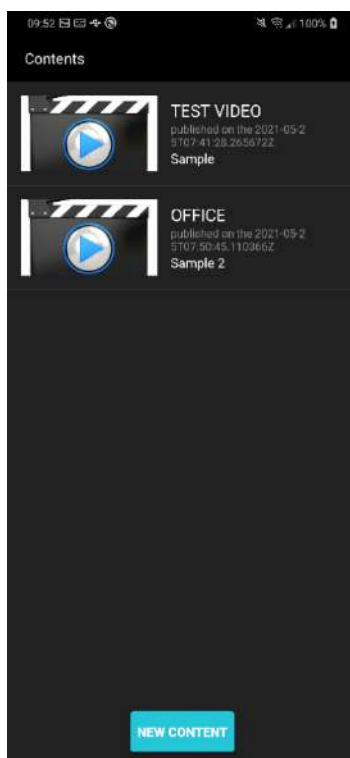 09:52 100%
Contents
TEST VIDEO
published on the 2021-05-2
5T07:41:28.265672Z
Sample
OFFICE
published on the 2021-05-2
5T07:50:45.110366Z
Sample 2
NEW CONTENT